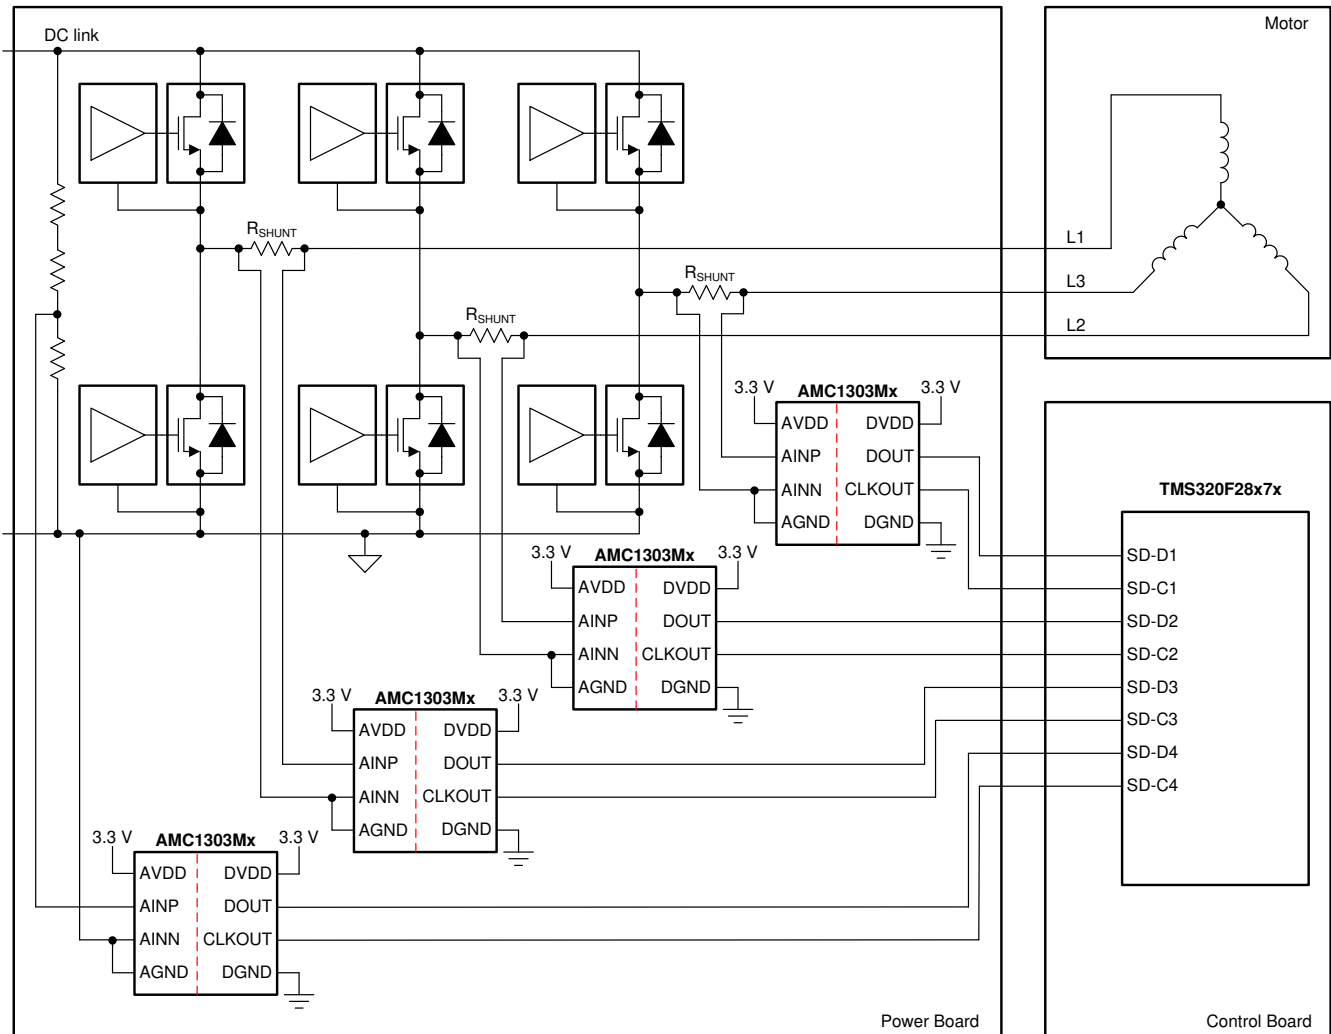 DC link
Motor
R_SHUNT
L1
R_SHUNT
L3
R_SHUNT
L2
3.3 V AMC1303Mx 3.3 V
AVDD DVDD
AINP DOUT
AINN CLKOUT
AGND DGND
TMS320F28x7x
SD-D1
SD-C1
SD-D2
SD-C2
SD-D3
SD-C3
SD-D4
SD-C4
3.3 V AMC1303Mx 3.3 V
AVDD DVDD
AINP DOUT
AINN CLKOUT
AGND DGND
3.3 V AMC1303Mx 3.3 V
AVDD DVDD
AINP DOUT
AINN CLKOUT
AGND DGND
3.3 V AMC1303Mx 3.3 V
AVDD DVDD
AINP DOUT
AINN CLKOUT
AGND DGND
Power Board
Control Board